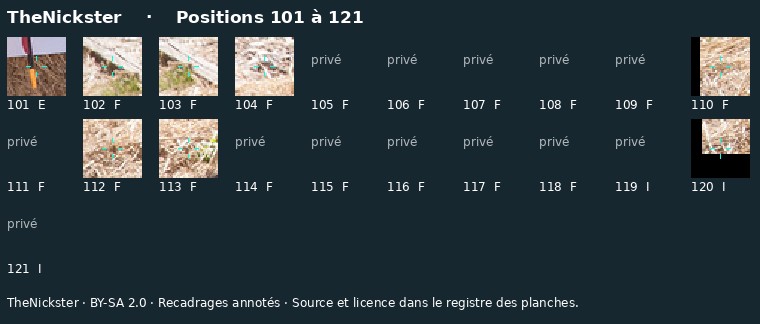 TheNickster · Positions 101 à 121
privé privé privé privé privé
101 E 102 F 103 F 104 F 105 F 106 F 107 F 108 F 109 F 110 F
privé privé privé privé privé privé privé
111 F 112 F 113 F 114 F 115 F 116 F 117 F 118 F 119 I 120 I
privé
121 I
TheNickster · BY-SA 2.0 · Recadrages annotés · Source et licence dans le registre des planches.